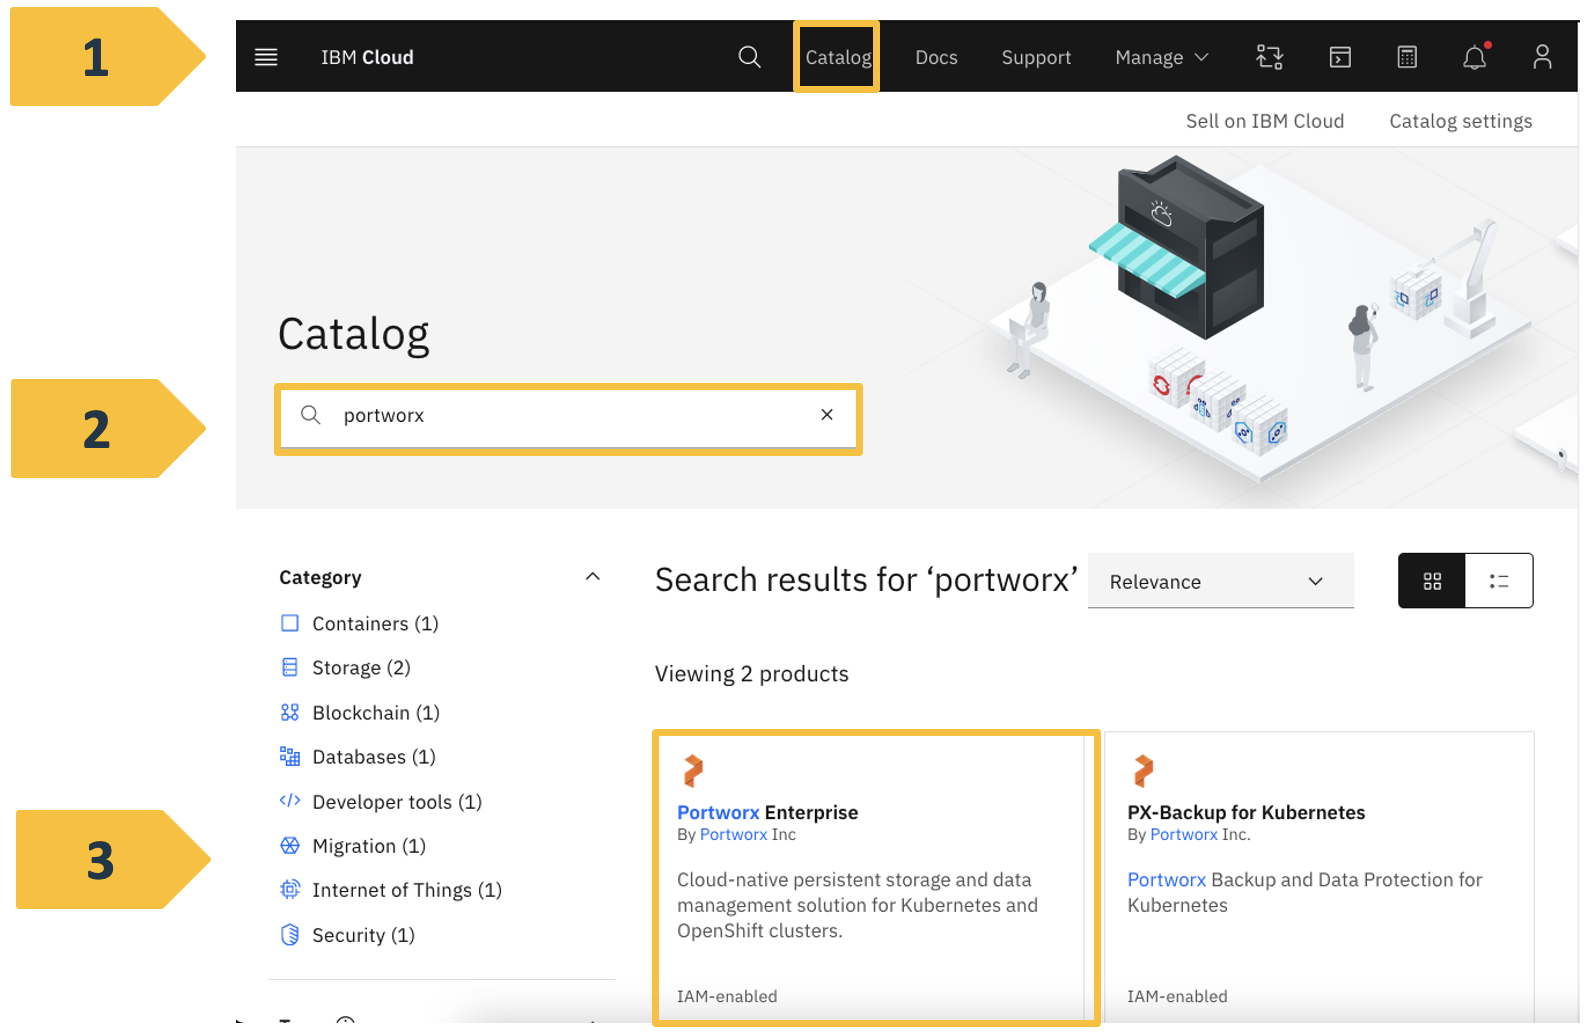 1
IBM Cloud
Catalog
Docs
Support
Manage
Sell on IBM Cloud
Catalog settings
Catalog
2
portworx
Category
Containers (1)
Storage (2)
Blockchain (1)
Databases (1)
Developer tools (1)
Migration (1)
Internet of Things (1)
Security (1)
Search results for ‘portworx’
Relevance
Viewing 2 products
3
Portworx Enterprise
By Portworx Inc
Cloud-native persistent storage and data
management solution for Kubernetes and
OpenShift clusters.
IAM-enabled
PX-Backup for Kubernetes
By Portworx Inc.
Portworx Backup and Data Protection for
Kubernetes
IAM-enabled